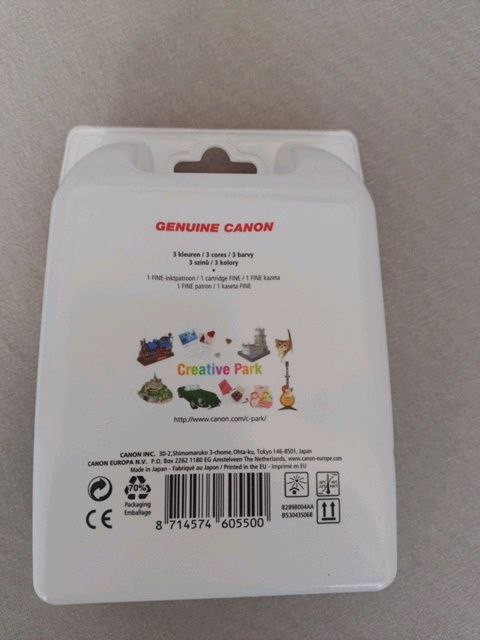 GENUINE CANON
3 kleuren / 3 cores / 3 barvy
3 színű / 3 kolory
•
1 FINE-inktpatroon / 1 cartridge FINE / 1 FINE kazeta
1 FINE patron / 1 kaseta FINE
Creative Park
http://www.canon.com/c-park/
CANON INC. 30-2,Shimomaruko 3-chome,Ohta-ku, Tokyo 146-8501, Japan
CANON EUROPA N.V. P.O. Box 2262 1180 EG Amstelveen The Netherlands, www.canon-europe.com
Made in Japan - Fabriqué au Japon / Printed in the EU - Imprimé en EU
70%
Packaging
Emballage
CE
8 714574 605500
8289B004AA
B530435068